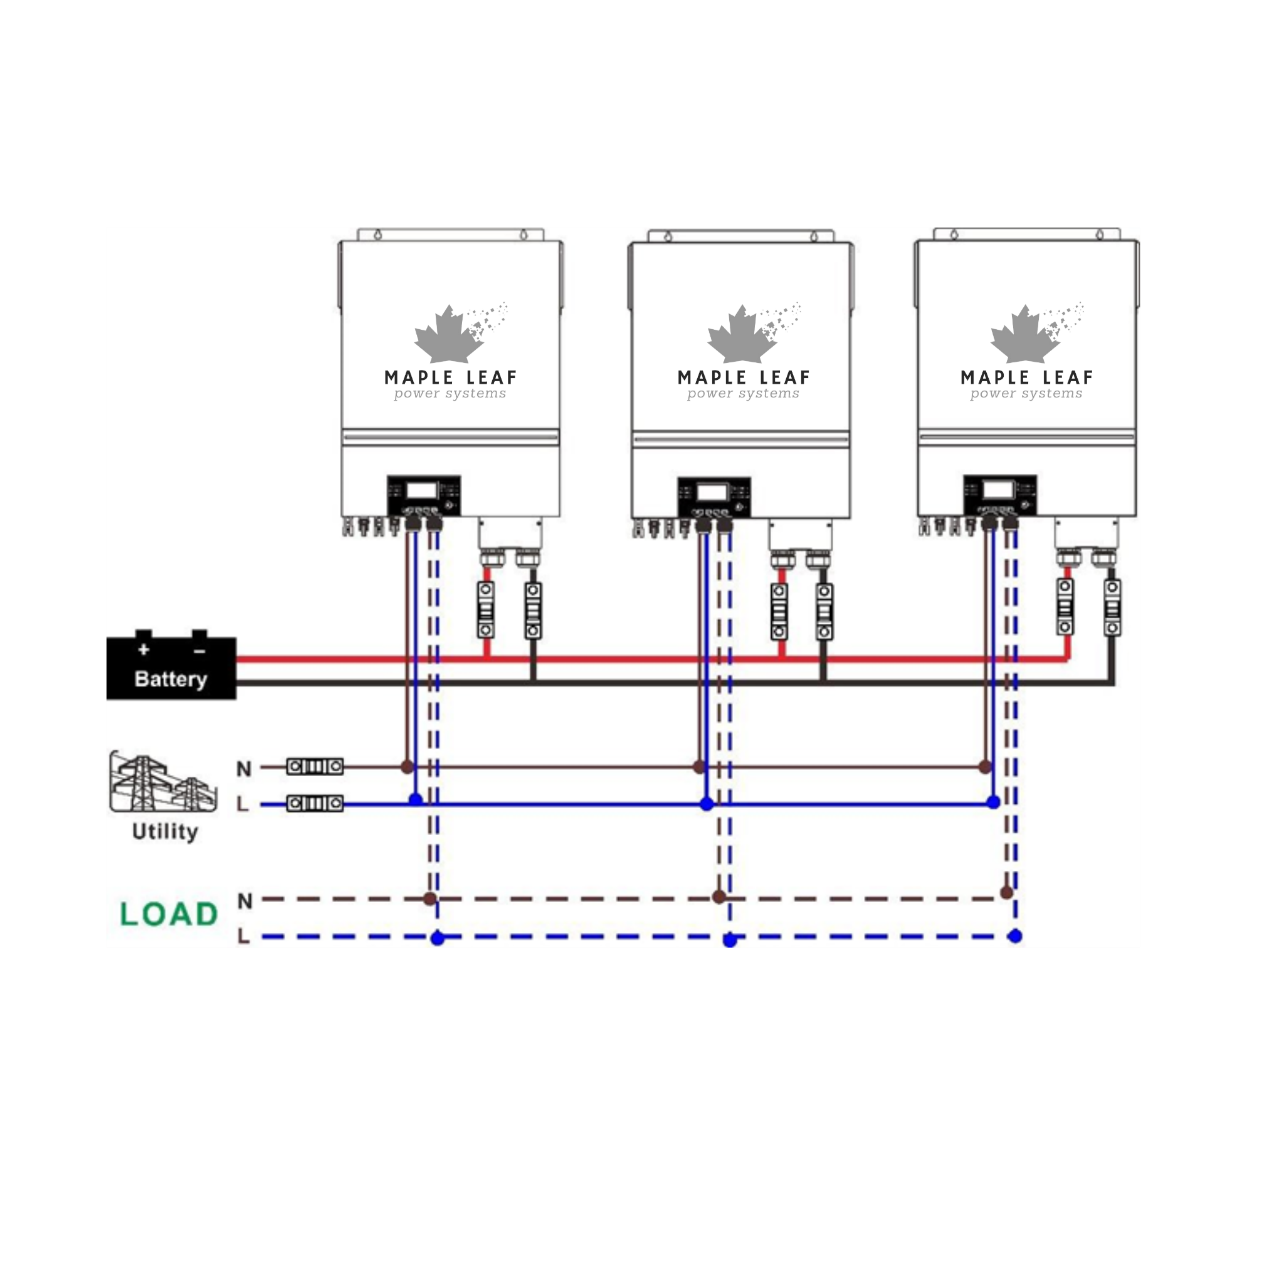 MAPLE LEAF
power systems
MAPLE LEAF
power systems
MAPLE LEAF
power systems
+ −
Battery
N
L
Utility
LOAD
N
L